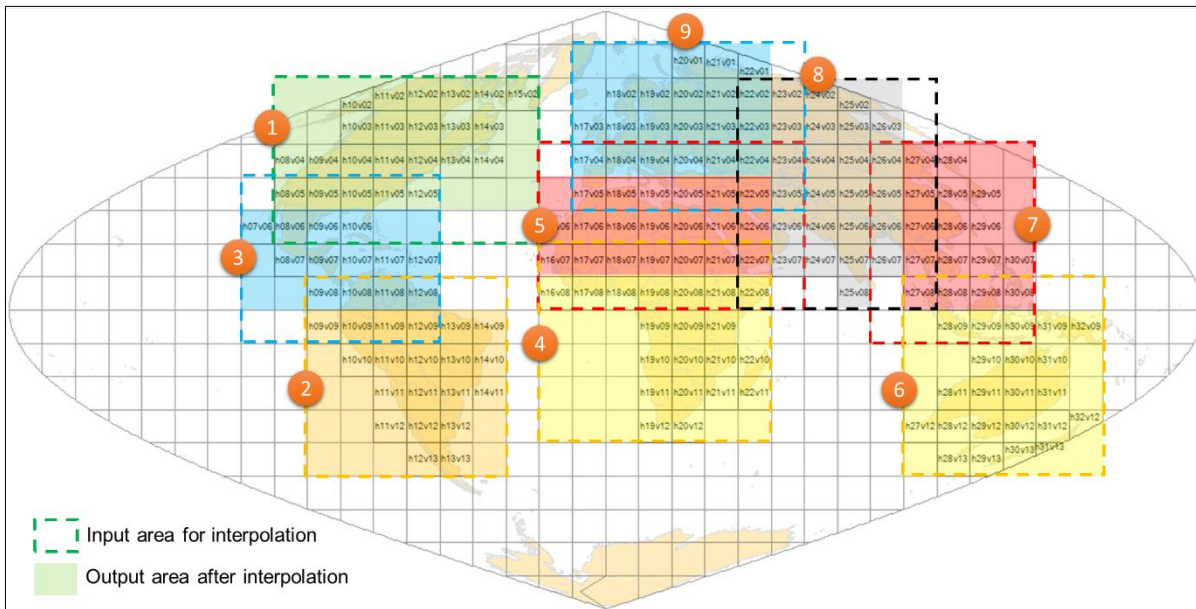 9
h20v01 h21v01 h22v01
8
h10v02 h11v02 h12v02 h13v02 h14v02 h15v02 h18v02 h19v02 h20v02 h21v02 h22v02 h23v02 h24v02 h25v02
1
h10v03 h11v03 h12v03 h13v03 h14v03 h17v03 h18v03 h19v03 h20v03 h21v03 h22v03 h23v03 h24v03 h25v03 h26v03
h08v04 h09v04 h10v04 h11v04 h12v04 h13v04 h14v04 h17v04 h18v04 h19v04 h20v04 h21v04 h22v04 h23v04 h24v04 h25v04 h26v04 h27v04 h28v04
h08v05 h09v05 h10v05 h11v05 h12v05 h17v05 h18v05 h19v05 h20v05 h21v05 h22v05 h23v05 h24v05 h25v05 h26v05 h27v05 h28v05 h29v05
h07v06 h08v06 h09v06 h10v06 5 h17v06 h18v06 h19v06 h20v06 h21v06 h22v06 h23v06 h24v06 h25v06 h26v06 h27v06 h28v06 h29v06 7
3 h08v07 h09v07 h10v07 h11v07 h12v07 h16v07 h17v07 h18v07 h19v07 h20v07 h21v07 h22v07 h23v07 h24v07 h25v07 h26v07 h27v07 h28v07 h29v07 h30v07
h09v08 h10v08 h11v08 h12v08 h16v08 h17v08 h18v08 h19v08 h20v08 h21v08 h22v08 h25v08 h27v08 h28v08 h29v08 h30v08
h09v09 h10v09 h11v09 h12v09 h13v09 h14v09 4 h19v09 h20v09 h21v09 h28v09 h29v09 h30v09 h31v09 h32v09
h10v10 h11v10 h12v10 h13v10 h14v10 h19v10 h20v10 h21v10 h22v10 h29v10 h30v10 h31v10
2 h11v11 h12v11 h13v11 h14v11 h19v11 h20v11 h21v11 h22v11 6 h28v11 h29v11 h30v11 h31v11
h11v12 h12v12 h13v12 h19v12 h20v12 h27v12 h28v12 h29v12 h30v12 h31v12 h32v12
h12v13 h13v13 h28v13 h29v13 h30v13 h31v13
Input area for interpolation
Output area after interpolation